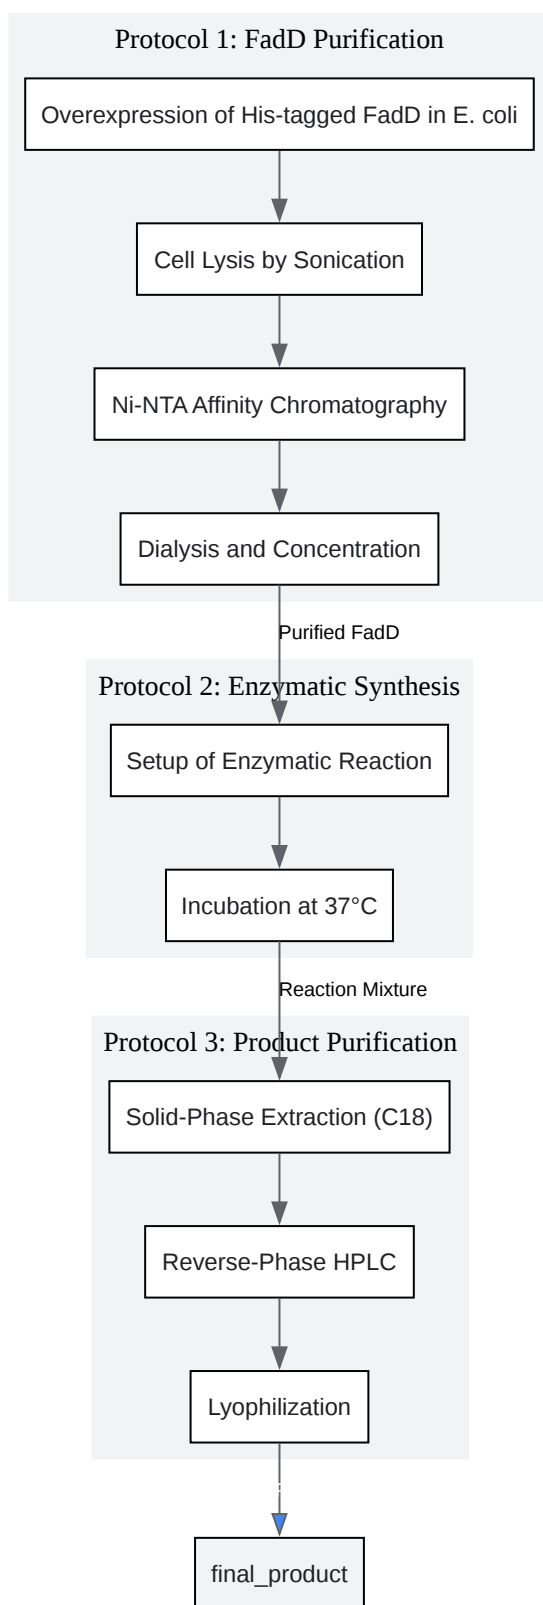 Protocol 1: FadD Purification
Overexpression of His-tagged FadD in E. coli
Cell Lysis by Sonication
Ni-NTA Affinity Chromatography
Dialysis and Concentration
Purified FadD
Protocol 2: Enzymatic Synthesis
Setup of Enzymatic Reaction
Incubation at 37°C
Reaction Mixture
Protocol 3: Product Purification
Solid-Phase Extraction (C18)
Reverse-Phase HPLC
Lyophilization
final_product